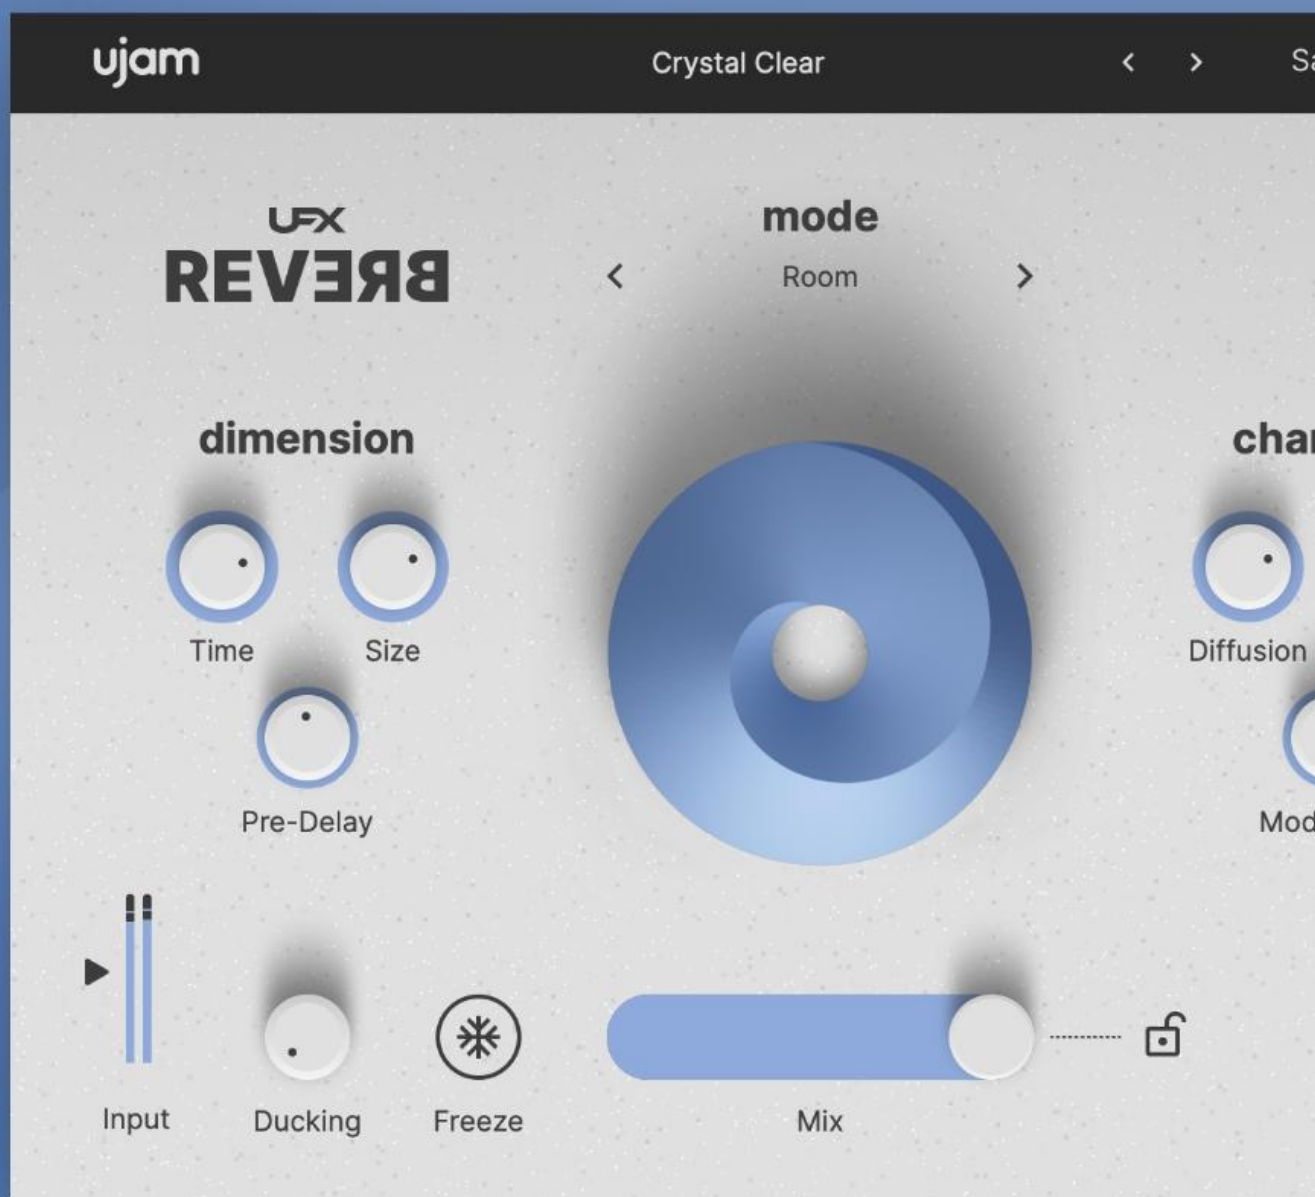 ujam
Crystal Clear
UFX
REVERB
mode
Room
dimension
Time
Size
Pre-Delay
Diffusion
Input
Ducking
Freeze
Mix